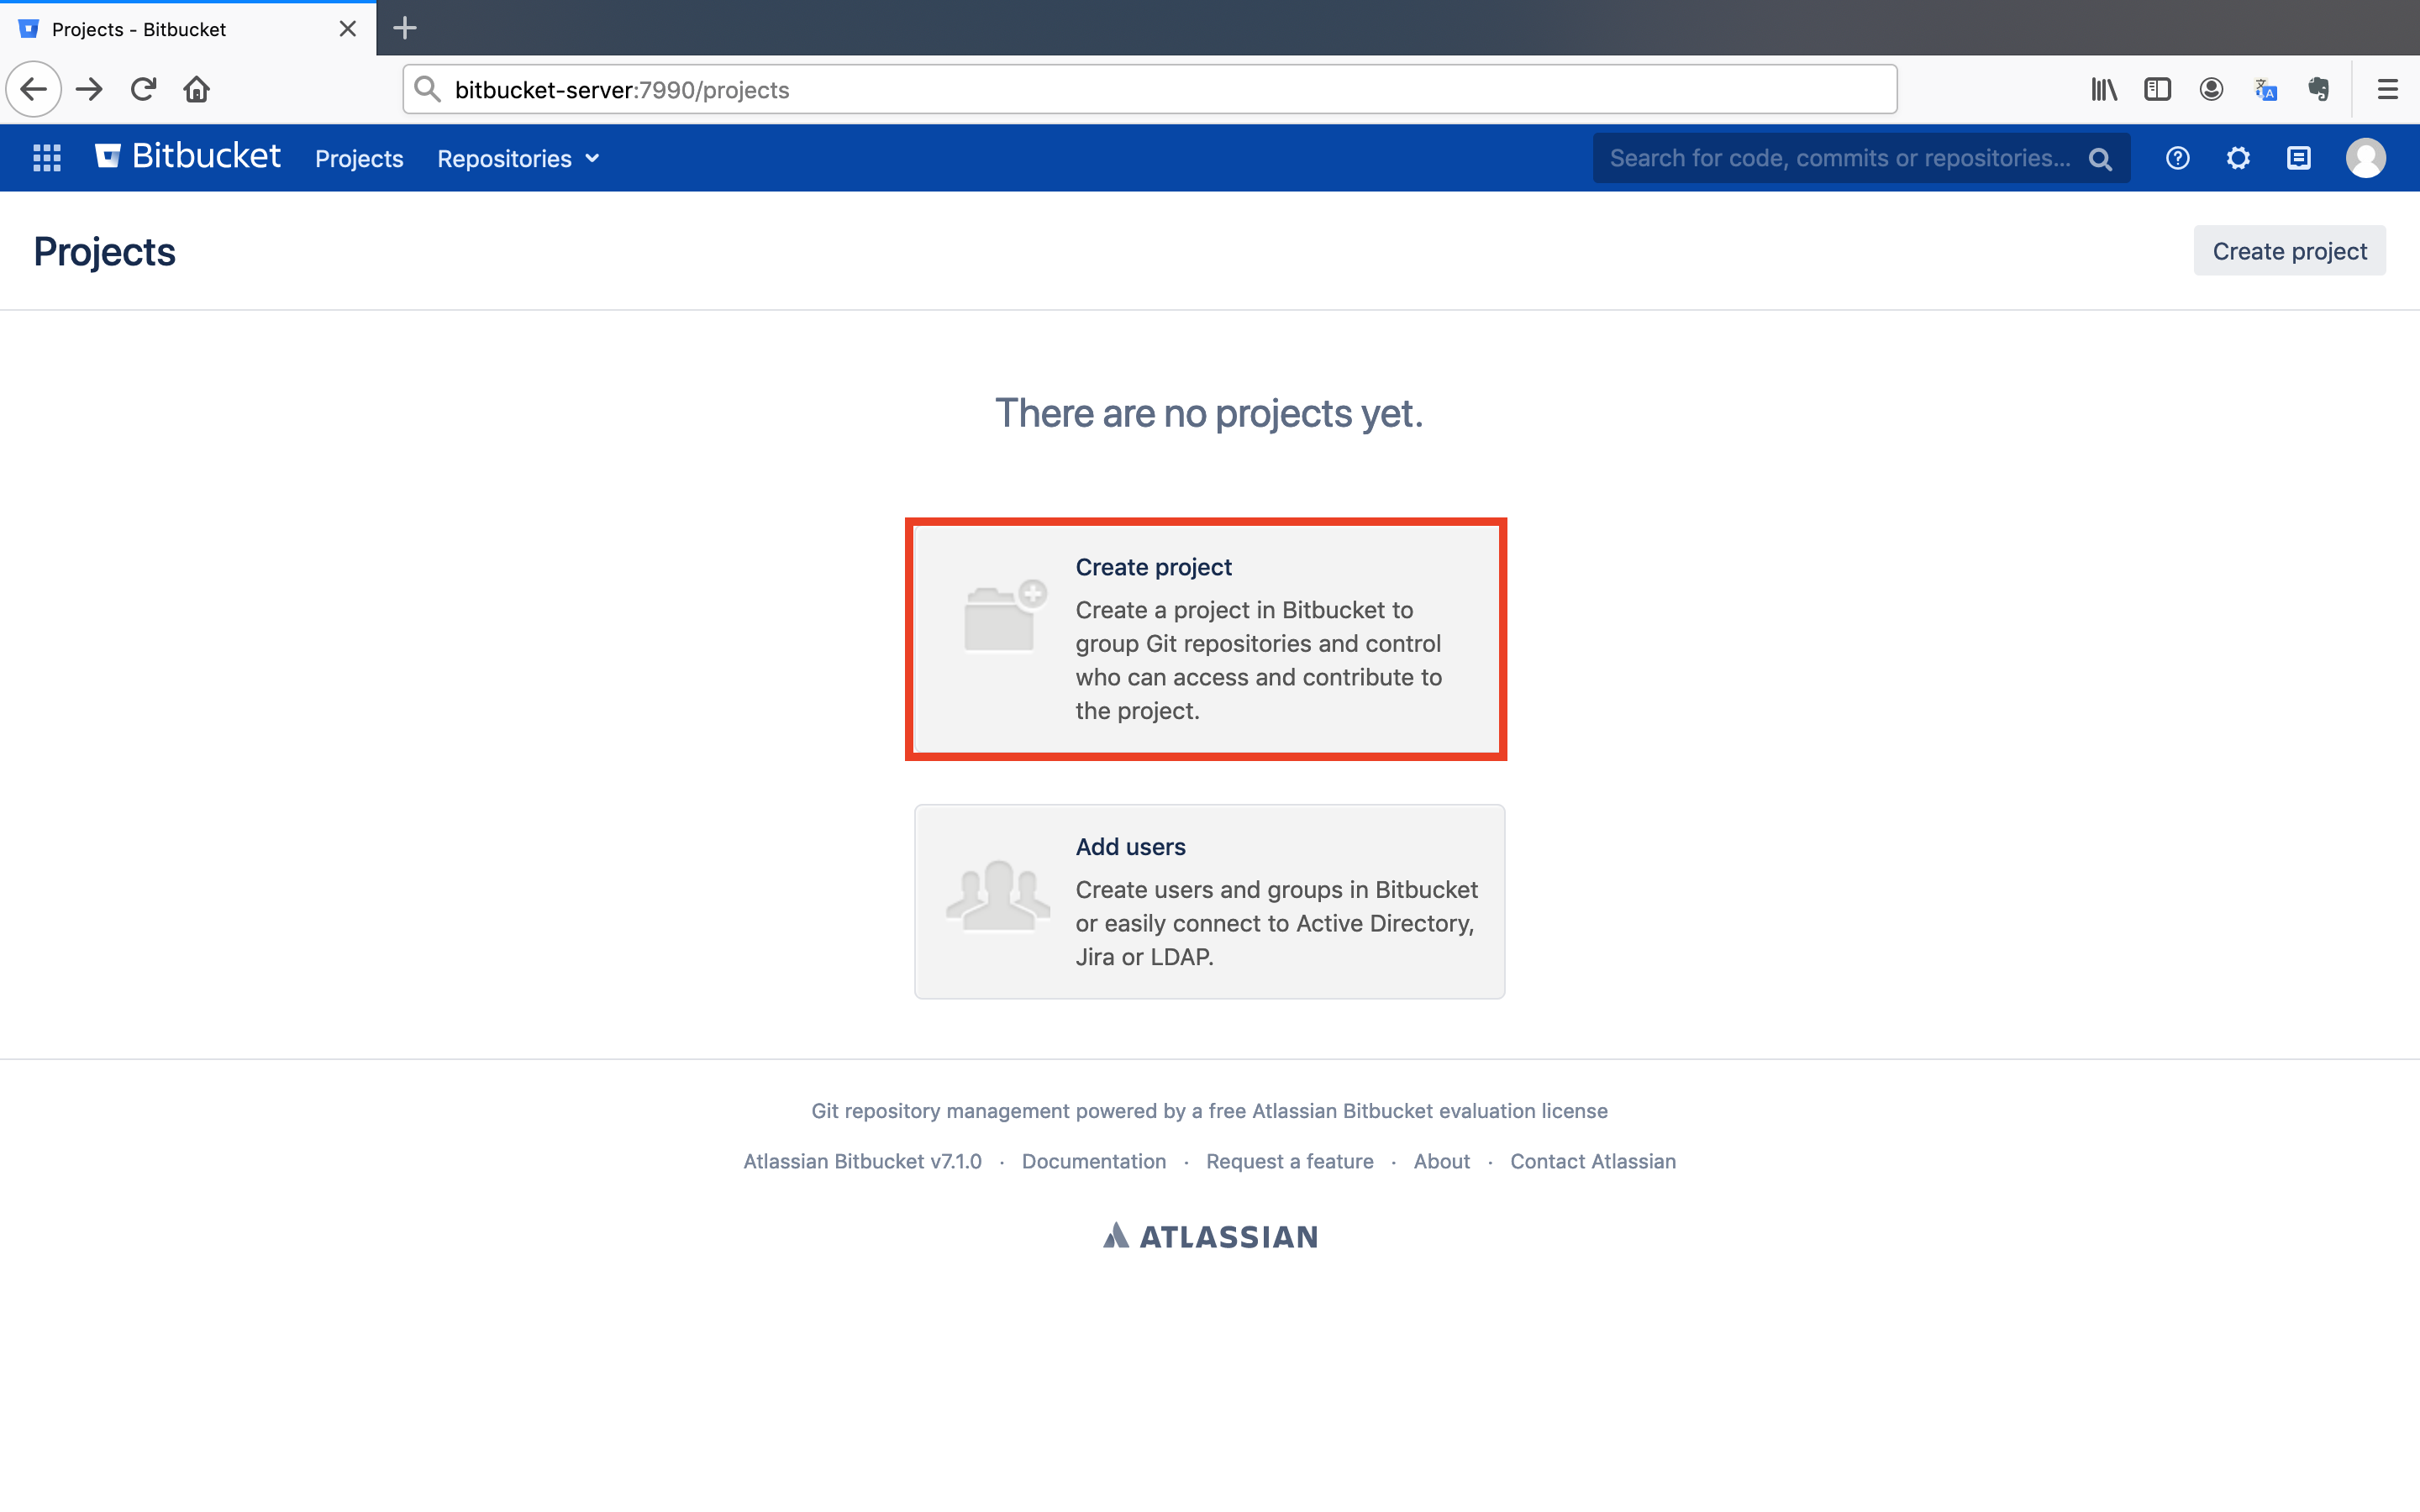 Projects - Bitbucket
bitbucket-server:7990/projects
Bitbucket Projects Repositories Search for code, commits or repositories...
Projects Create project
There are no projects yet.
Create project
Create a project in Bitbucket to
group Git repositories and control
who can access and contribute to
the project.
Add users
Create users and groups in Bitbucket
or easily connect to Active Directory,
Jira or LDAP.
Git repository management powered by a free Atlassian Bitbucket evaluation license
Atlassian Bitbucket v7.1.0 · Documentation · Request a feature · About · Contact Atlassian
ATLASSIAN